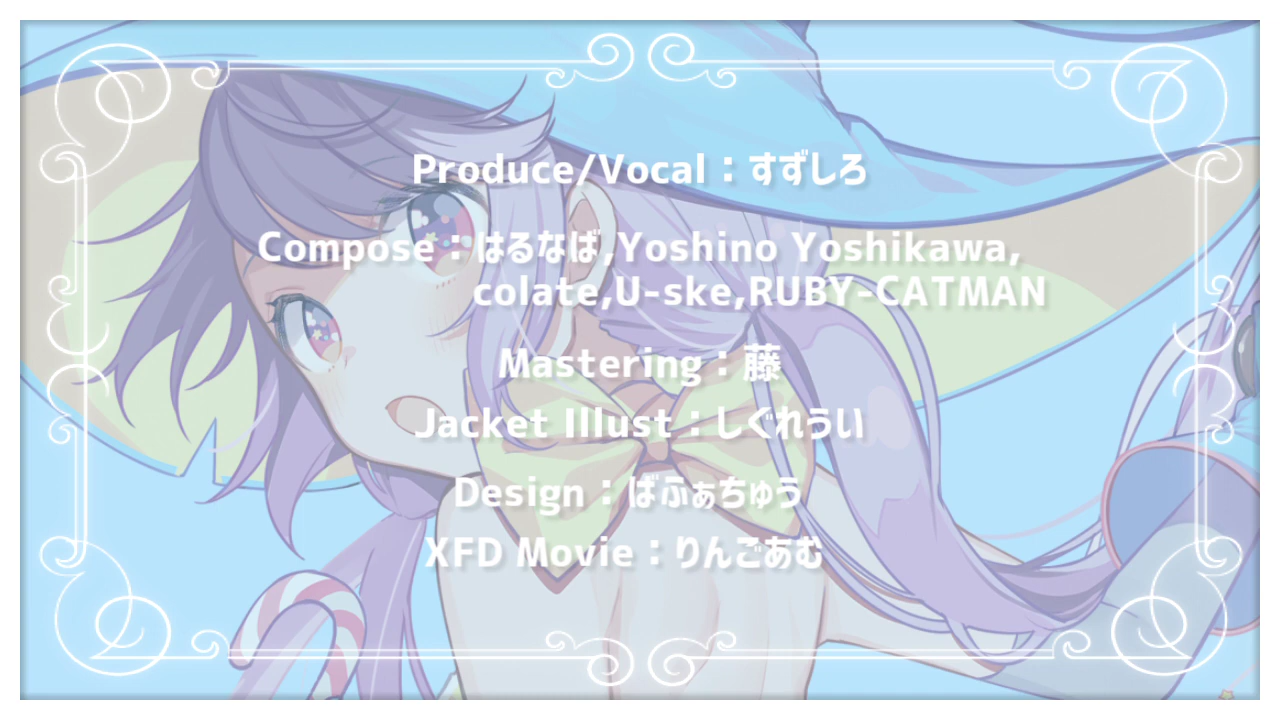 Produce/Vocal：すずしろ
Compose：はるなば,Yoshino Yoshikawa,
colate,U-ske,RUBY-CATMAN
Mastering：藤
Jacket Illust：しぐれうい
Design：ばふぁちゅう
XFD Movie：りんごあむ